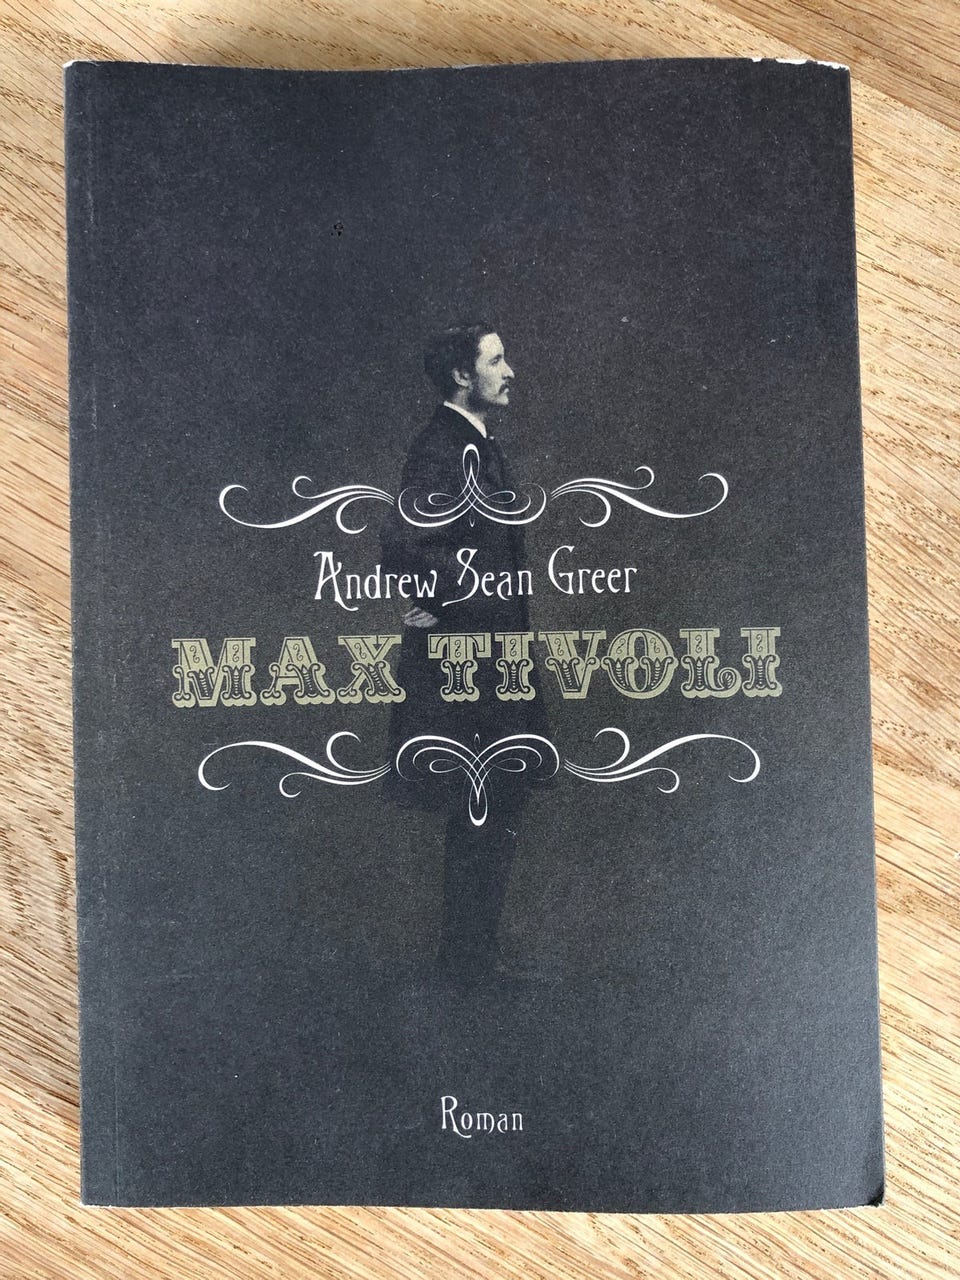 Andrew Sean Greer
MAX TIVOLI
Roman